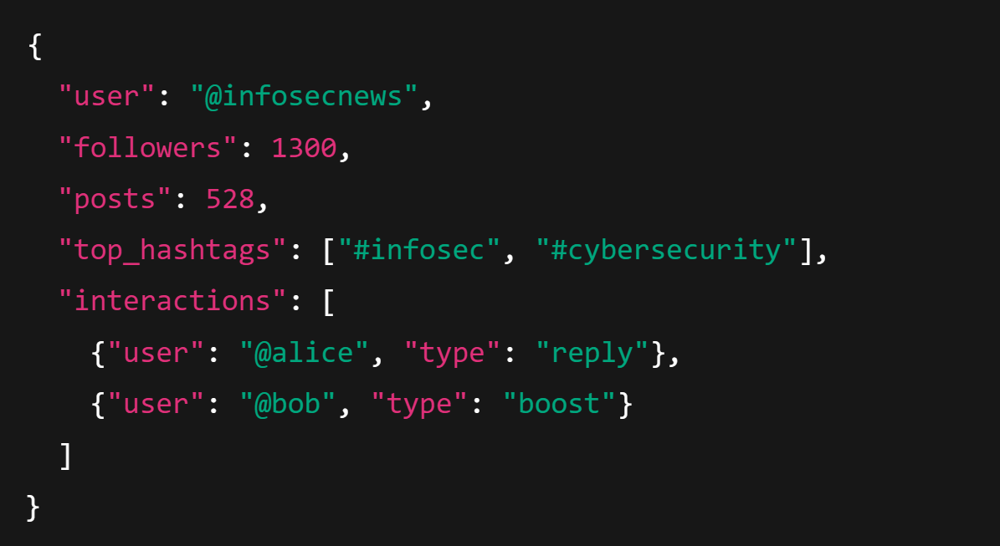 {
  "user": "@infosecnews",
  "followers": 1300,
  "posts": 528,
  "top_hashtags": ["#infosec", "#cybersecurity"],
  "interactions": [
    {"user": "@alice", "type": "reply"},
    {"user": "@bob", "type": "boost"}
  ]
}